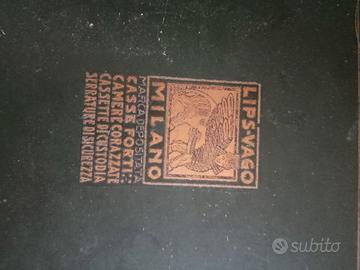 LIPS-VAGO
MILANO
MARCA DEPOSITATA
CASSE FORTI:
CAMERE CORAZZATE
CASSETTE DI CUSTODIA
SERRATURE DI SICUREZZA
subito